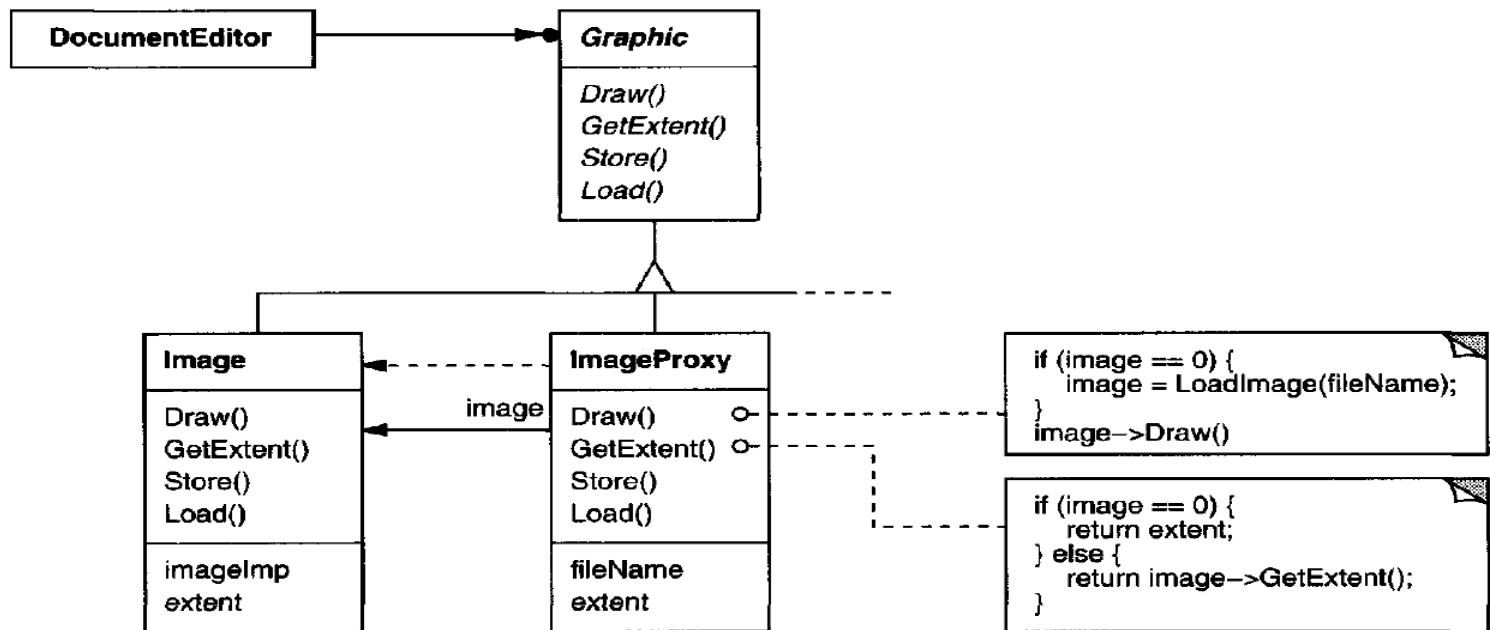 DocumentEditor
Graphic
Draw()
GetExtent()
Store()
Load()
Image
Draw()
GetExtent()
Store()
Load()
imageImp
extent
image
ImageProxy
Draw()
GetExtent()
Store()
Load()
fileName
extent
if (image == 0) {
image = LoadImage(fileName);
}
image->Draw()
if (image == 0) {
return extent;
} else {
return image->GetExtent();
}